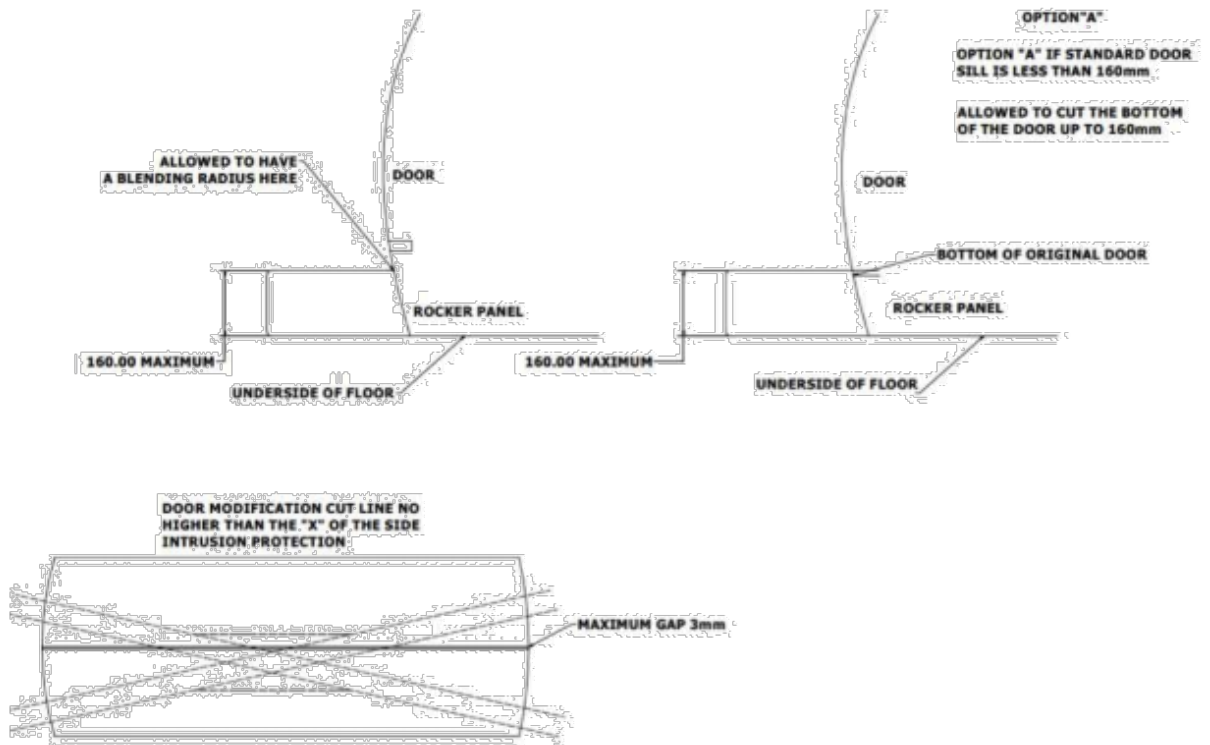 OPTION"A"
OPTION "A" IF STANDARD DOOR
SILL IS LESS THAN 160mm
ALLOWED TO CUT THE BOTTOM
OF THE DOOR UP TO 160mm
ALLOWED TO HAVE
A BLENDING RADIUS HERE
DOOR
DOOR
BOTTOM OF ORIGINAL DOOR
ROCKER PANEL
ROCKER PANEL
160.00 MAXIMUM
160.00 MAXIMUM
UNDERSIDE OF FLOOR
UNDERSIDE OF FLOOR
DOOR MODIFICATION CUT LINE NO
HIGHER THAN THE "X" OF THE SIDE
INTRUSION PROTECTION
MAXIMUM GAP 3mm